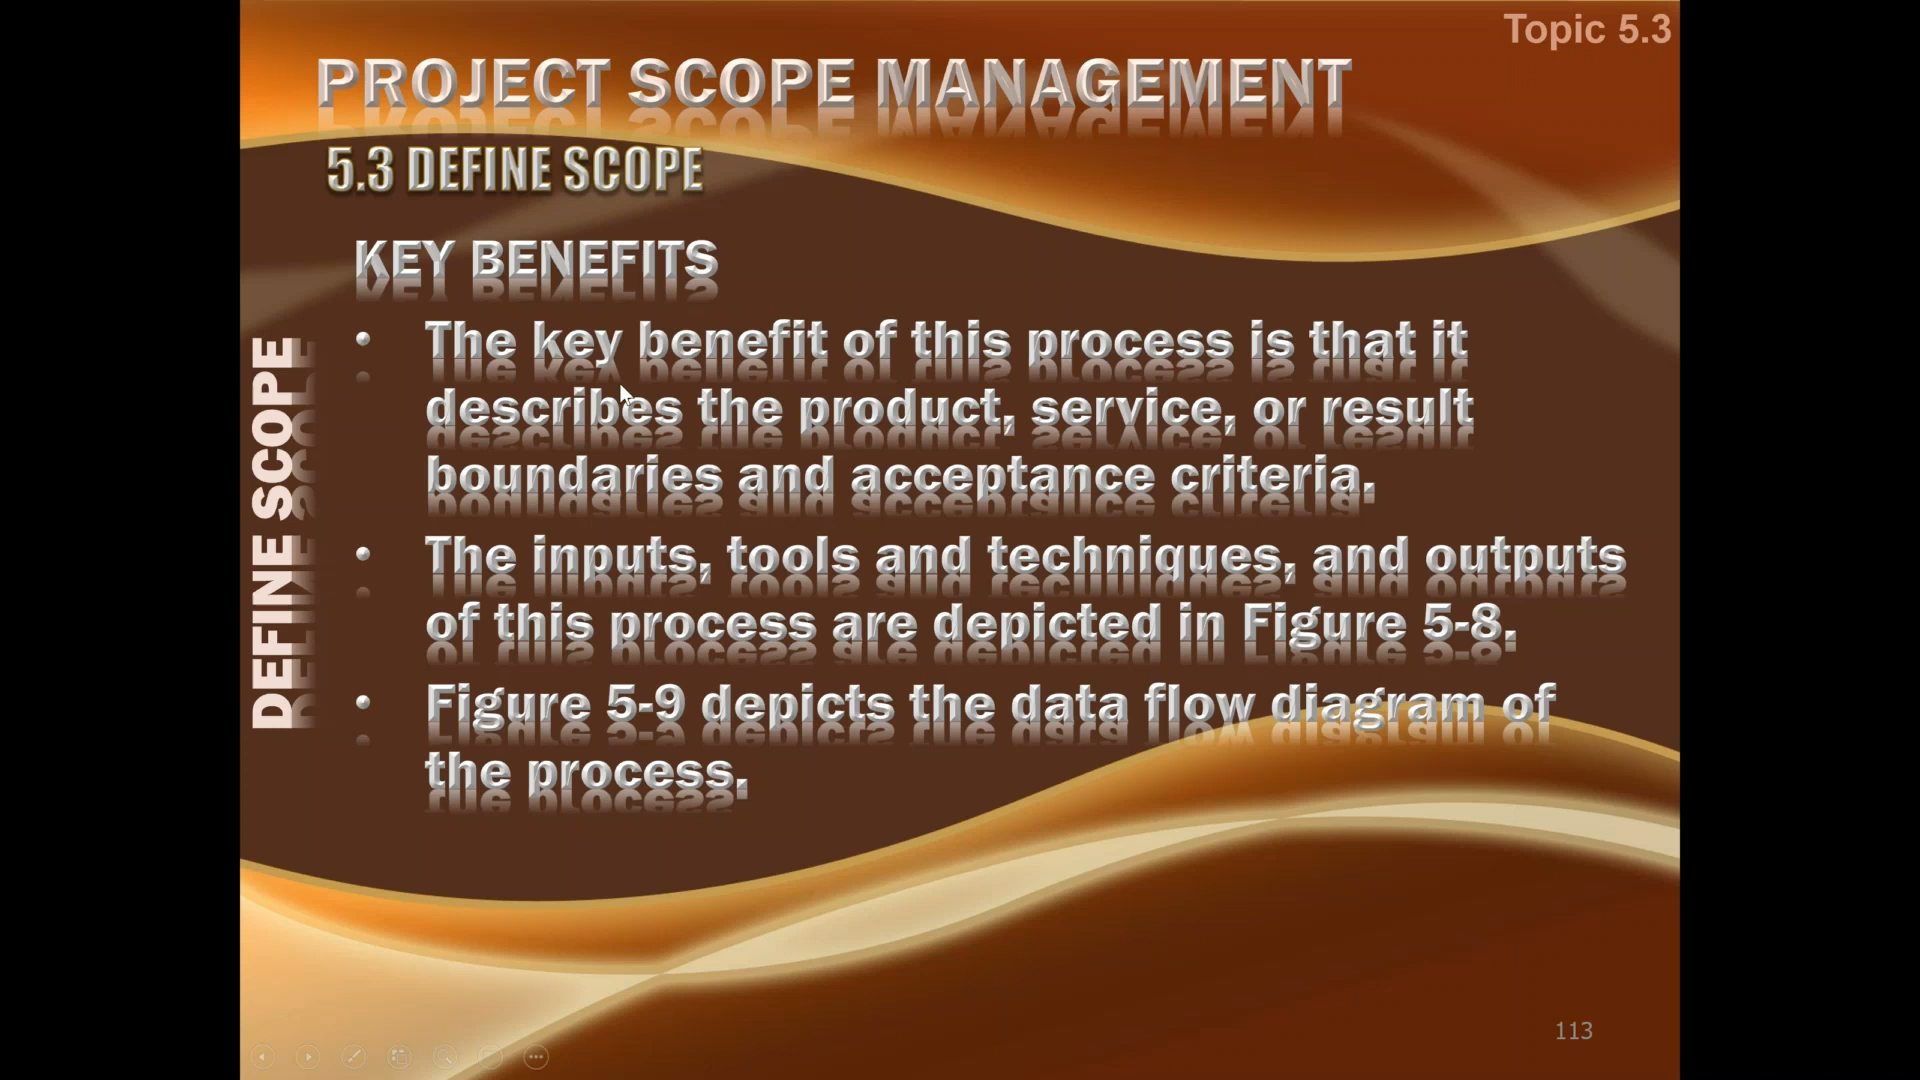 Topic 5.3
PROJECT SCOPE MANAGEMENT
5.3 DEFINE SCOPE
KEY BENEFITS
DEFINE SCOPE
• The key benefit of this process is that it
describes the product, service, or result
boundaries and acceptance criteria.
• The inputs, tools and techniques, and outputs
of this process are depicted in Figure 5-8.
• Figure 5-9 depicts the data flow diagram of
the process.
113